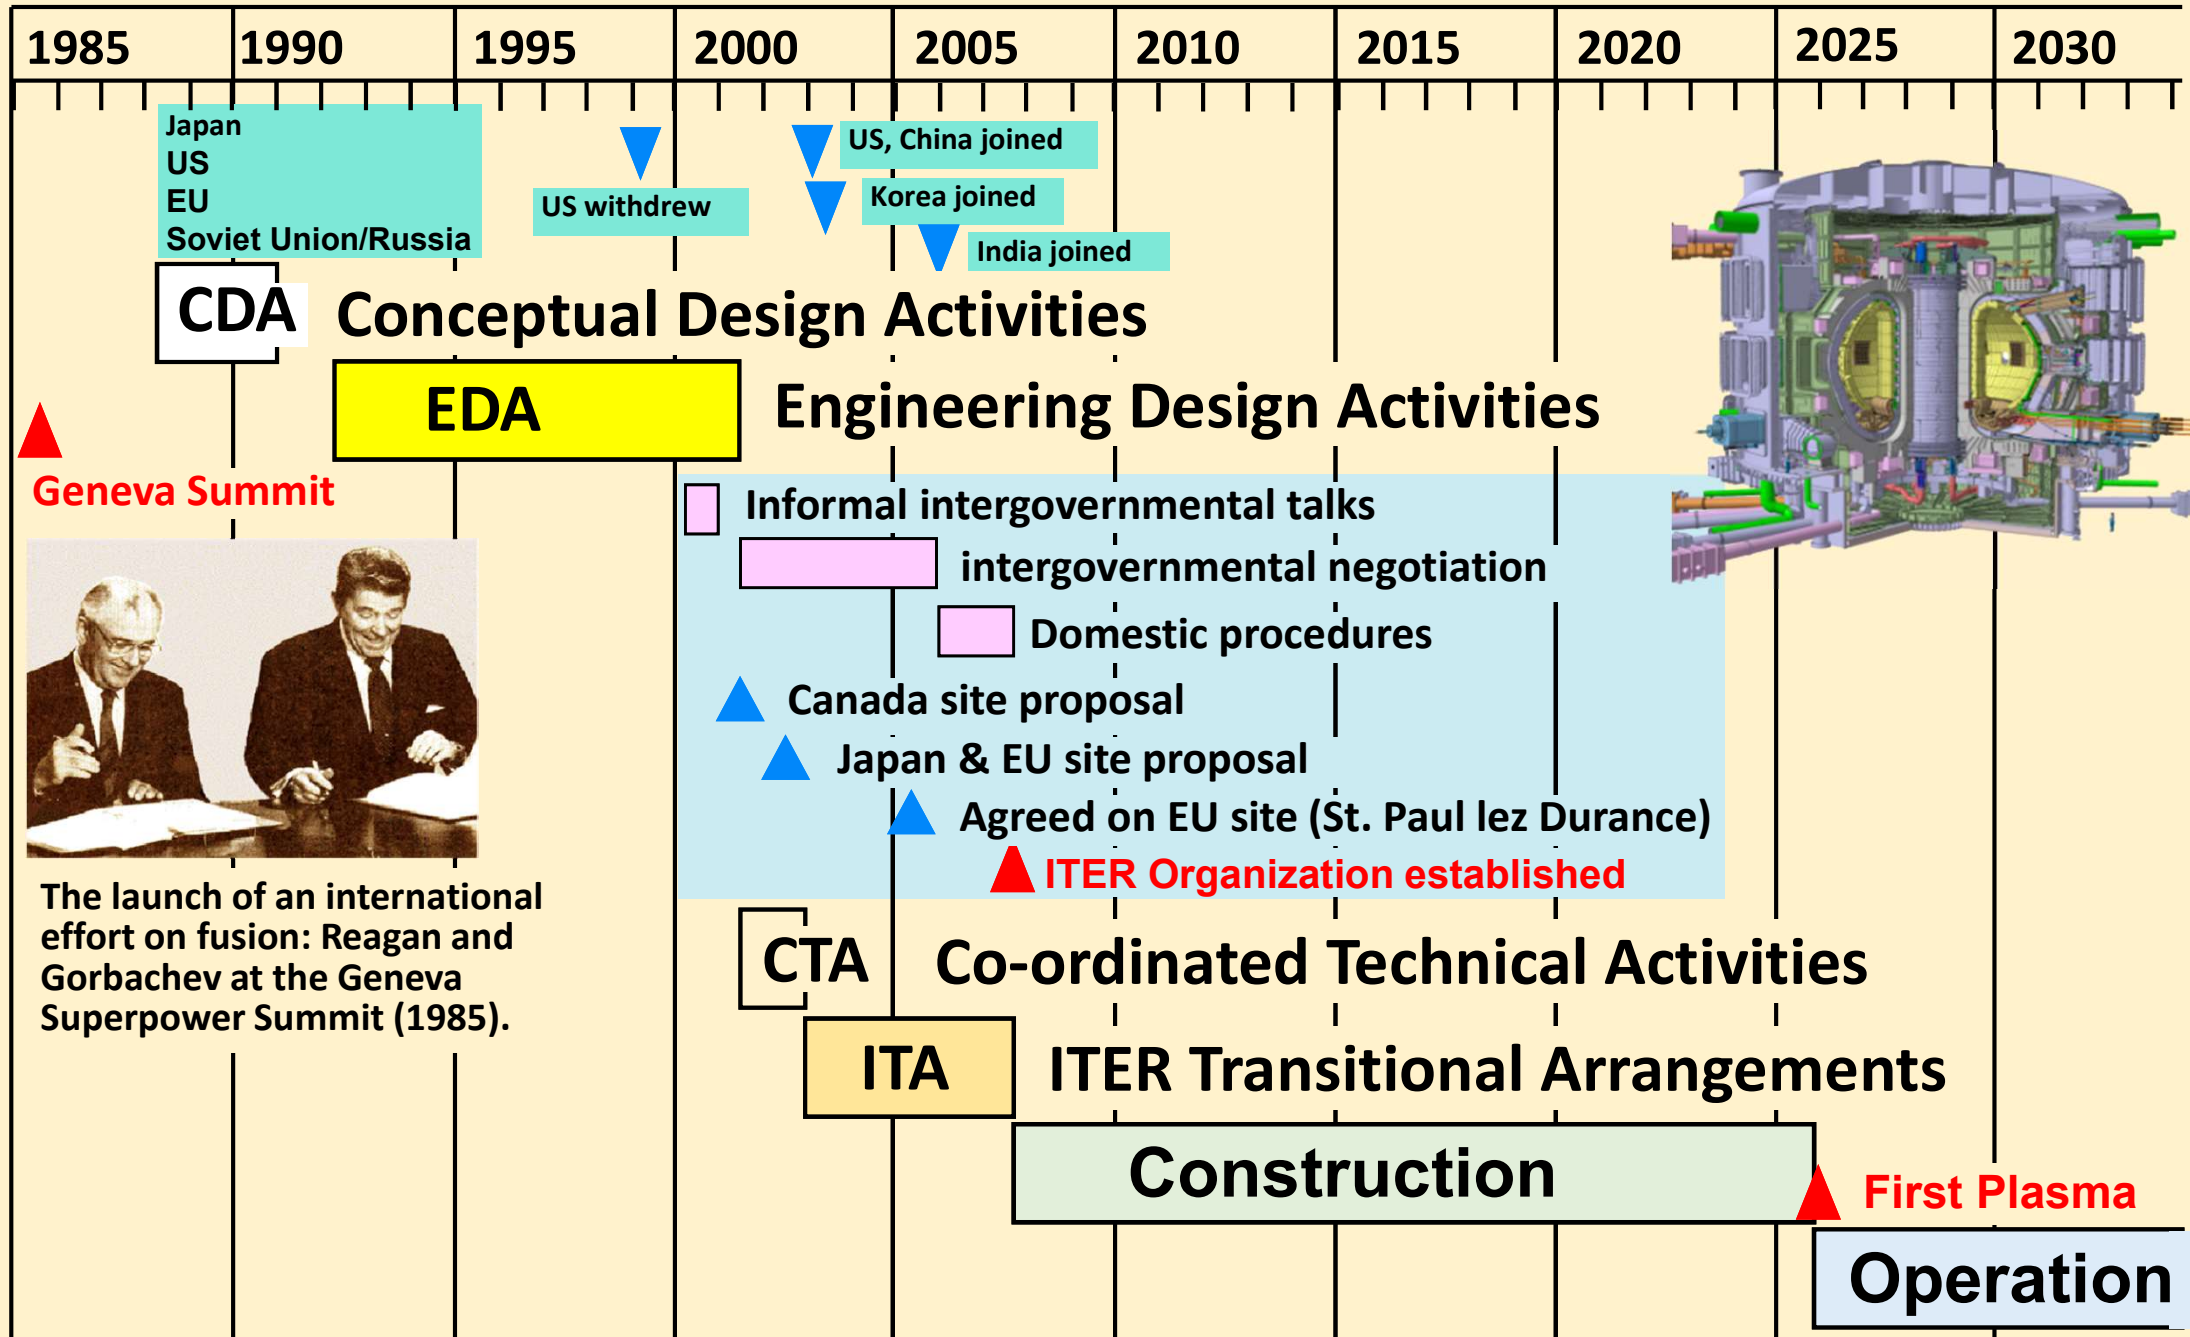 1985 1990 1995 2000 2005 2010 2015 2020 2025 2030
Japan
US
EU
Soviet Union/Russia
US withdrew
US, China joined
Korea joined
India joined
CDA Conceptual Design Activities
EDA Engineering Design Activities
Geneva Summit
Informal intergovernmental talks
intergovernmental negotiation
Domestic procedures
Canada site proposal
Japan & EU site proposal
Agreed on EU site (St. Paul lez Durance)
ITER Organization established
The launch of an international
effort on fusion: Reagan and
Gorbachev at the Geneva
Superpower Summit (1985).
CTA Co-ordinated Technical Activities
ITA ITER Transitional Arrangements
Construction
First Plasma
Operation